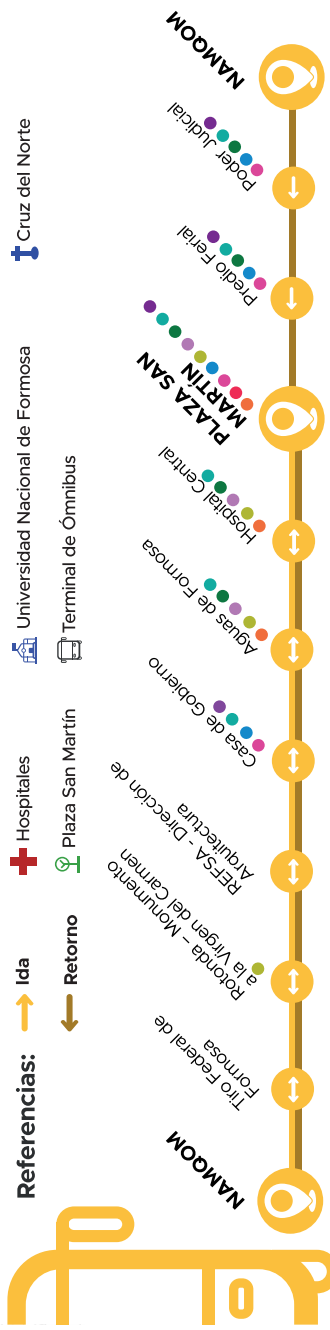 Referencias:
Ida
Retorno
Hospitales
Plaza San Martín
Universidad Nacional de Formosa
Terminal de Ómnibus
Cruz del Norte
NAMQOM
Tiro Federal de
Formosa
Rotonda – Monumento
a la Virgen del Carmen
REFSA - Dirección de
Arquitectura
Casa de Gobierno
Aguas de Formosa
Hospital Central
PLAZA SAN
MARTÍN
Predio Ferial
Poder Judicial
NAMQOM